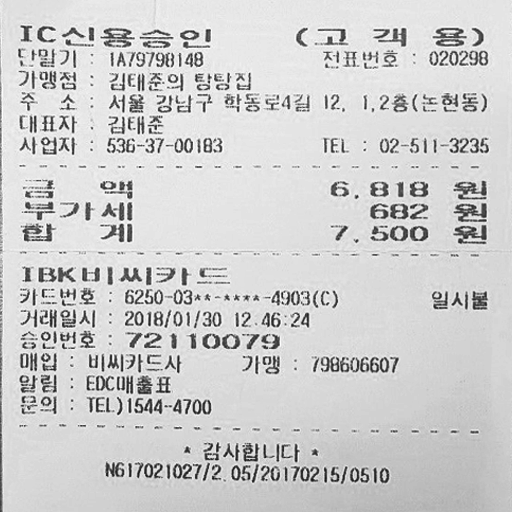 IC신용승인 (고 객 용)
단말기 : 1A79798148 전표번호 : 020298
가맹점 : 김태준의 탕탕집
주 소 : 서울 강남구 학동로4길 12, 1,2층(논현동)
대표자 : 김태준
사업자 : 536-37-00183 TEL : 02-511-3235
금 액 6,818 원
부가세 682 원
합 계 7,500 원
IBK비씨카드
카드번호 : 6250-03**-****-4903(C) 일시불
거래일시 : 2018/01/30 12:46:24
승인번호 : 72110079
매입 : 비씨카드사 가맹 : 798606607
알림 : EDC매출표
문의 : TEL)1544-4700
* 감사합니다 *
N617021027/2.05/20170215/0510